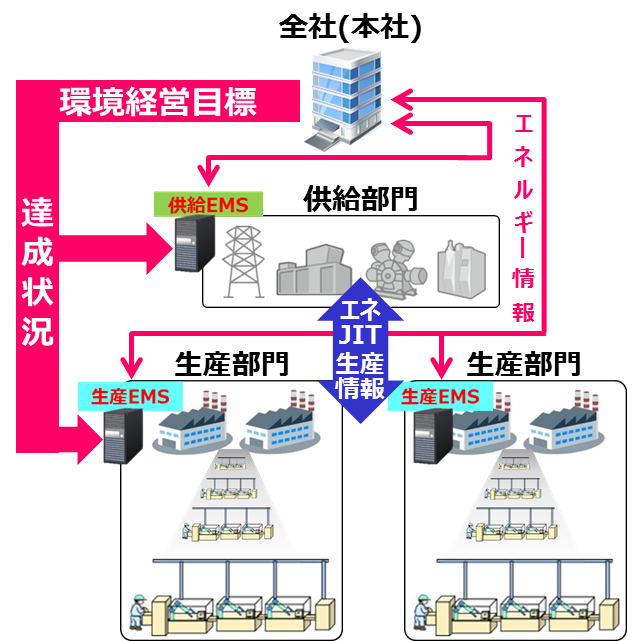 全社(本社)
環境経営目標
達成状況
エネルギー情報
供給EMS
供給部門
エネ
JIT
生産
情報
生産部門
生産EMS
生産部門
生産EMS